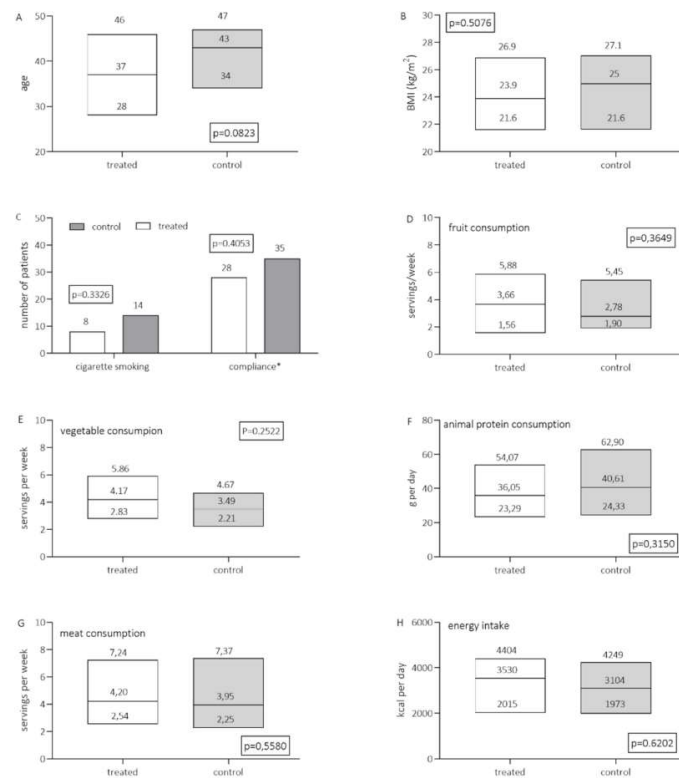 A
46
47
50
43
40
37
34
30
28
20
age
p=0.0823
treated
control
B
30
p=0.5076
28
26.9
27.1
26
25
24
23.9
22
21.6
21.6
20
BMI (kg/m²)
treated
control
C
50
control
treated
40
p=0.4053
35
30
28
20
p=0.3326
14
10
8
0
number of patients
cigarette smoking
compliance*
D
10
fruit consumption
p=0,3649
8
6
5,88
5,45
4
3,66
2,78
2
1,56
1,90
0
servings/week
treated
control
E
10
vegetable consumpion
P=0.2522
8
6
5.86
4.67
4
4.17
3.49
2
2.83
2.21
0
servings per week
treated
control
F
80
animal protein consumption
60
54,07
62,90
40
36,05
40,61
20
23,29
24,33
0
g per day
p=0,3150
treated
control
G
10
meat consumption
8
7,24
7,37
6
4
4,20
3,95
2
2,54
2,25
0
servings per week
p=0,5580
treated
control
H
6000
energy intake
4404
4249
4000
3530
3104
2000
2015
1973
0
kcal per day
p=0.6202
treated
control